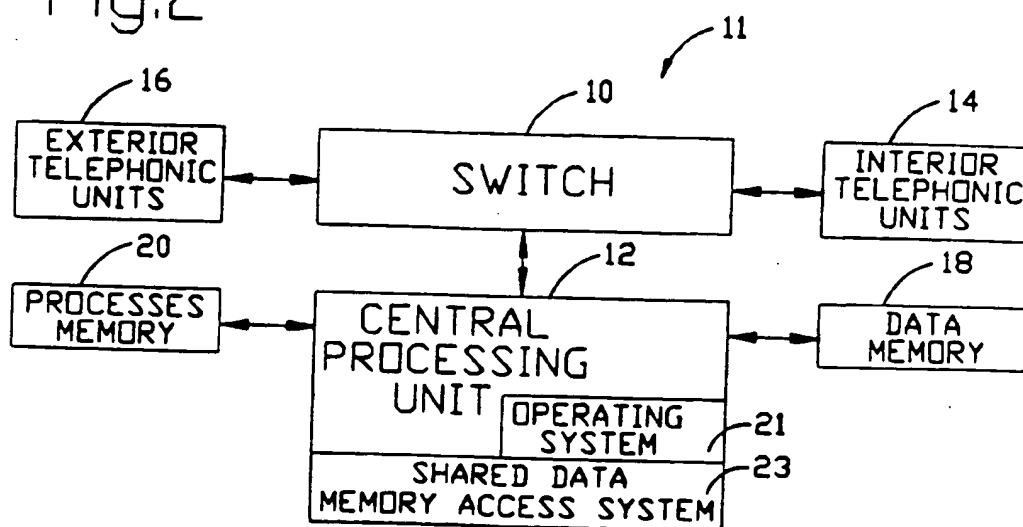 Fig.2
11
16
10
14
EXTERIOR
TELEPHONIC
UNITS
SWITCH
INTERIOR
TELEPHONIC
UNITS
20
12
18
PROCESSES
MEMORY
CENTRAL
PROCESSING
UNIT
DATA
MEMORY
OPERATING
SYSTEM
21
SHARED DATA
MEMORY ACCESS SYSTEM
23